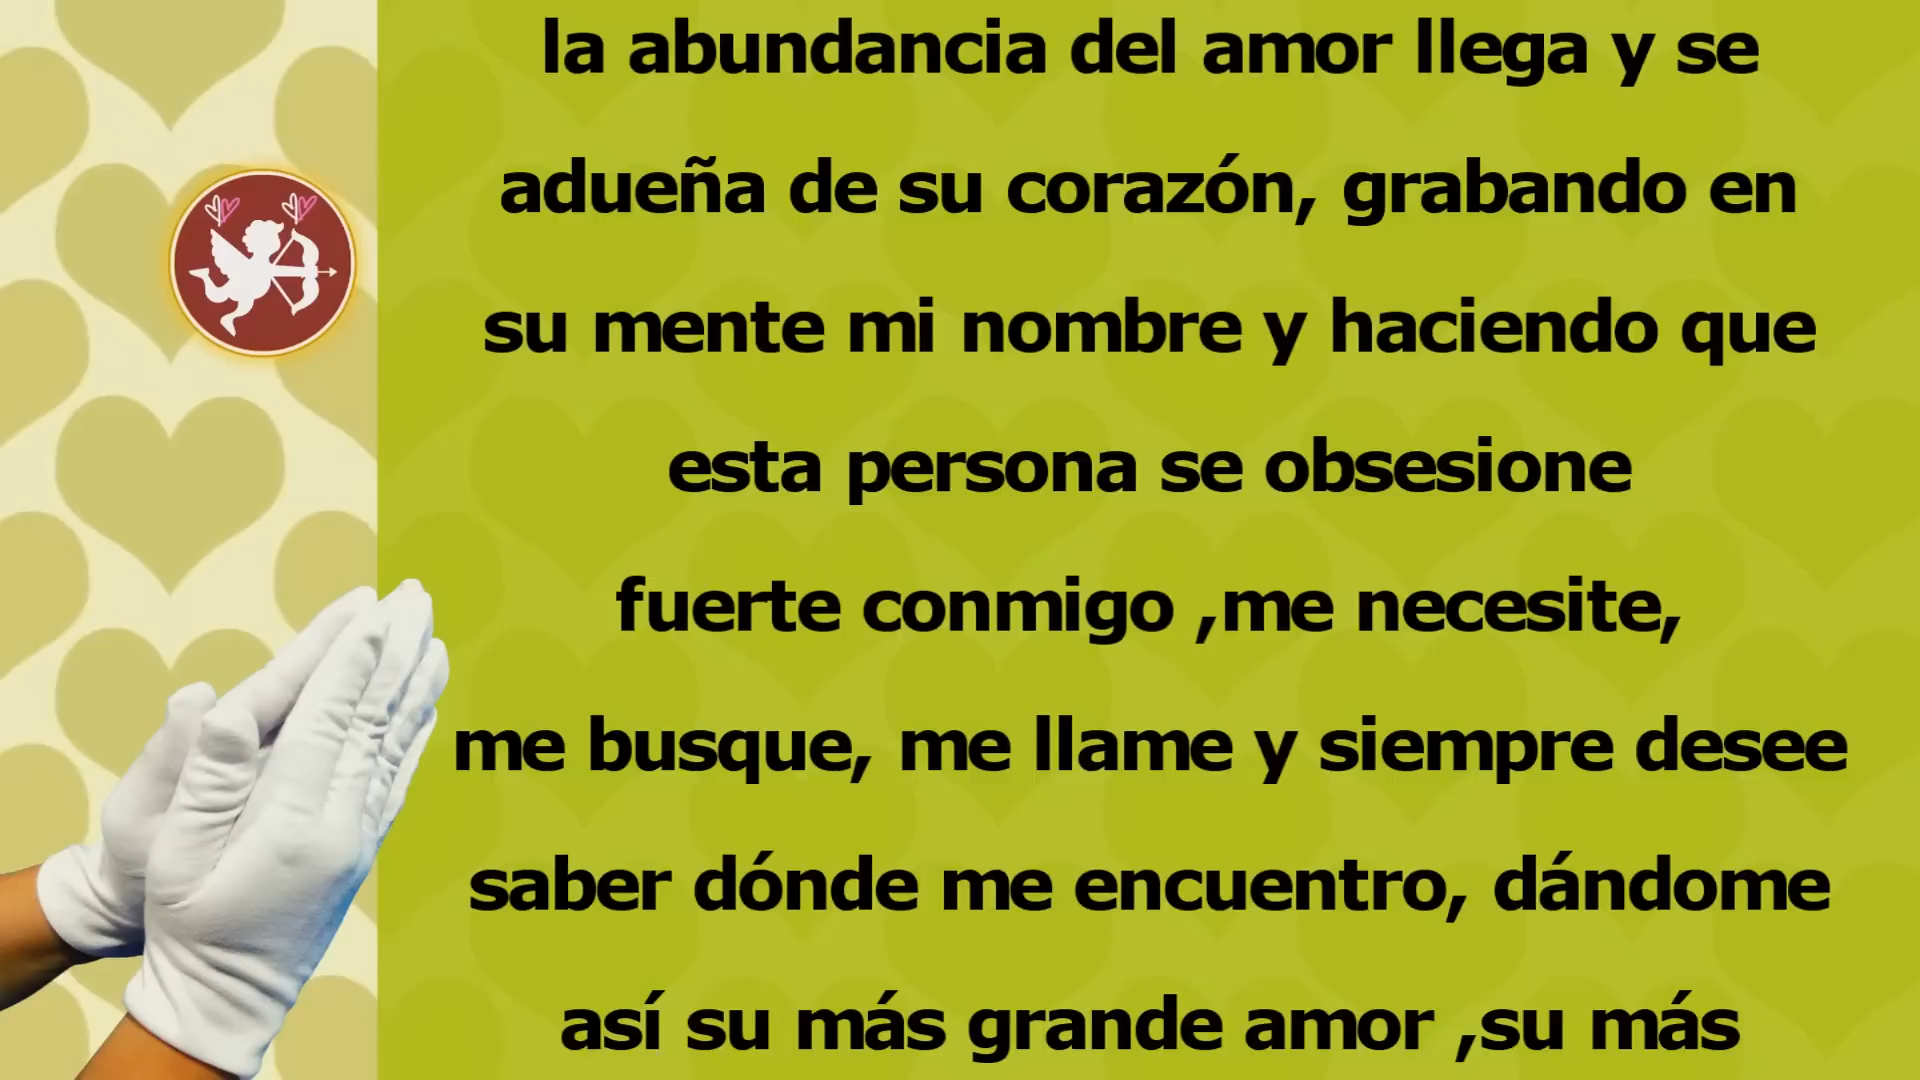 la abundancia del amor llega y se
adueña de su corazón, grabando en
su mente mi nombre y haciendo que
esta persona se obsesione
fuerte conmigo ,me necesite,
me busque, me llame y siempre desee
saber dónde me encuentro, dándome
así su más grande amor ,su más